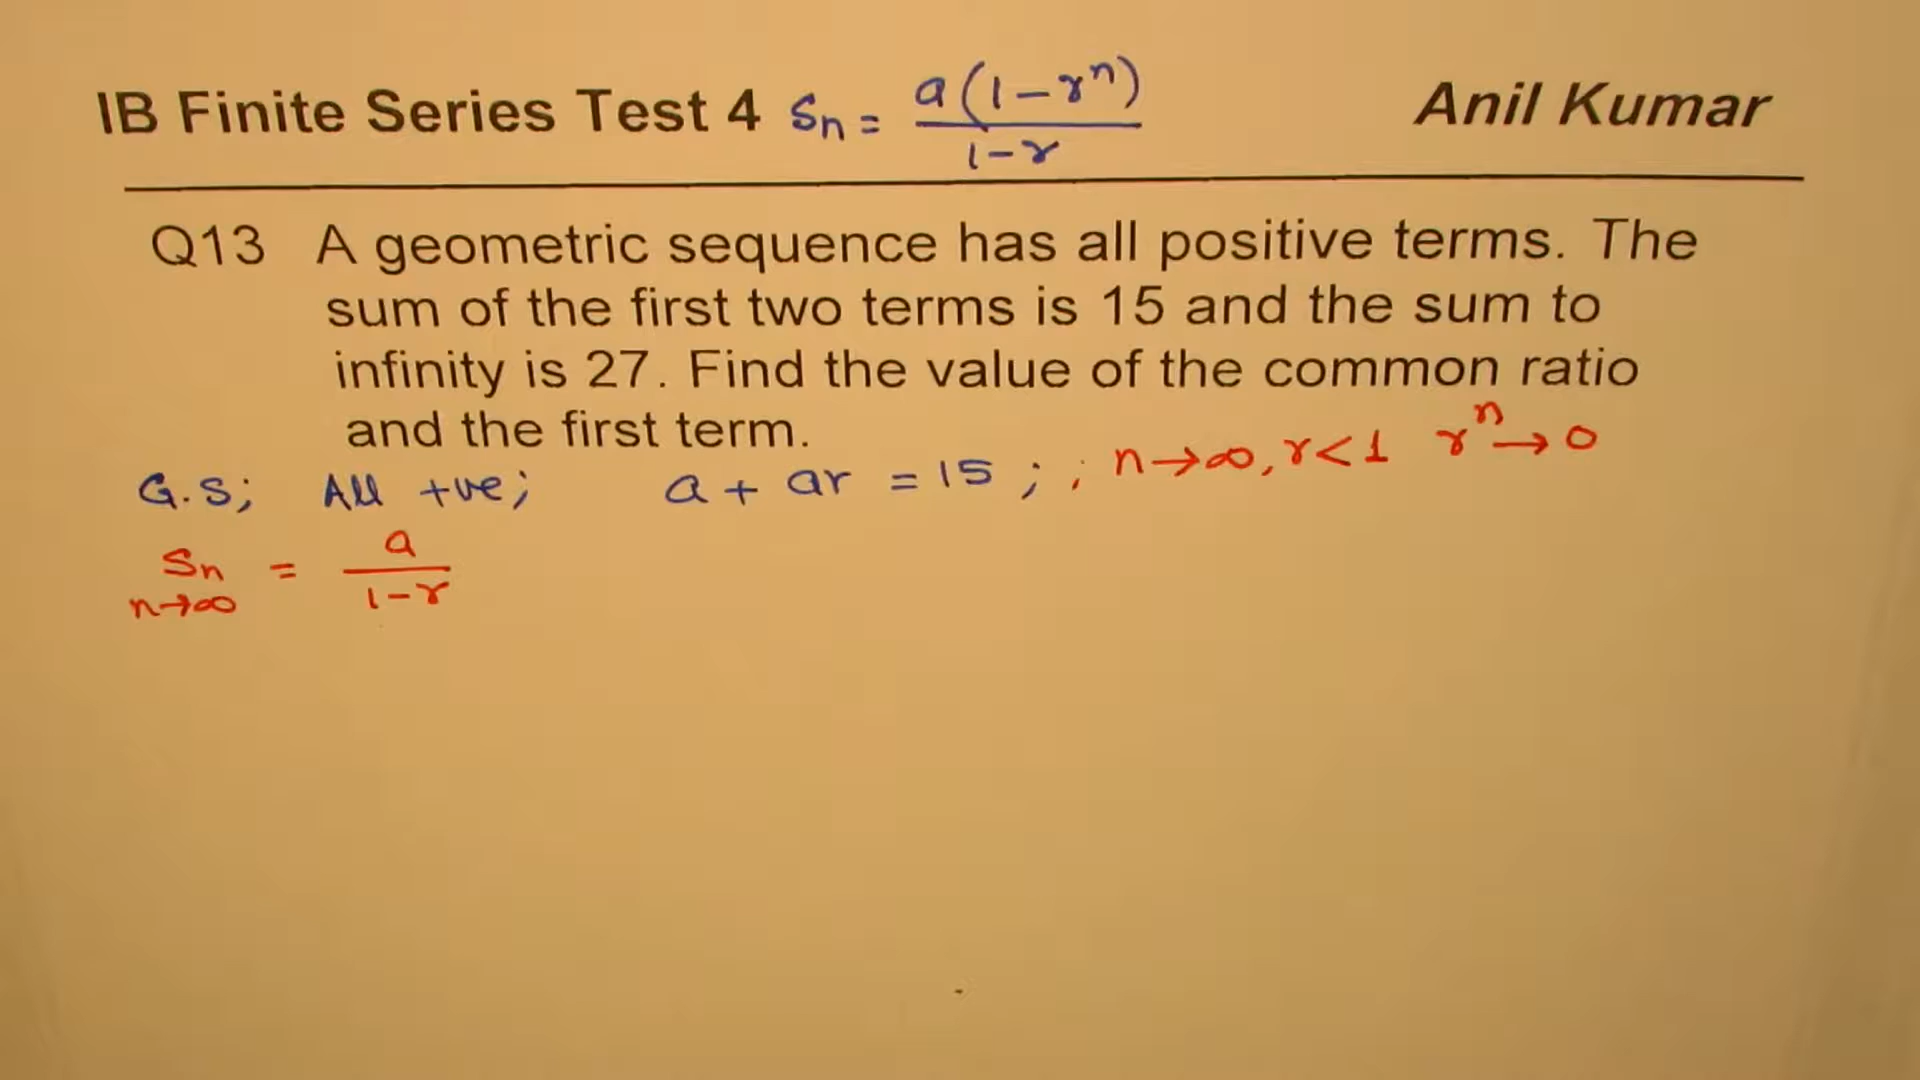 IB Finite Series Test 4 Sn = a(1-rⁿ) / 1-r Anil Kumar
Q13 A geometric sequence has all positive terms. The
sum of the first two terms is 15 and the sum to
infinity is 27. Find the value of the common ratio
and the first term.
G.S; All +ve; a + ar = 15 ; ; n→∞, r<1 rⁿ→0
Sn = a / 1-r
n→∞